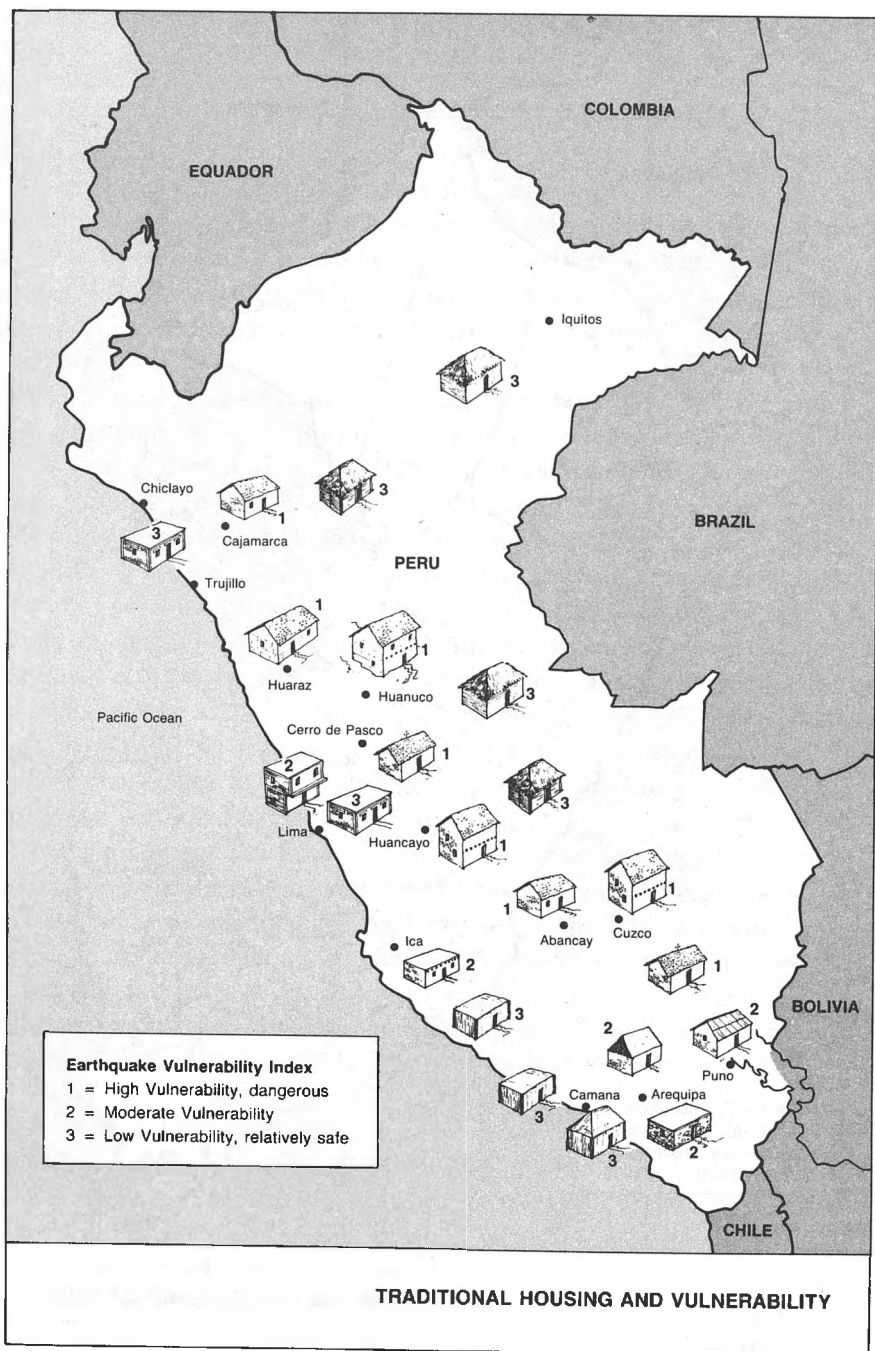 COLOMBIA
EQUADOR
Iquitos
3
Chiclayo
3
1
Cajamarca
3
BRAZIL
PERU
Trujillo
1
1
Huaraz
Huanuco
3
Pacific Ocean
Cerro de Pasco
1
2
3
3
Lima
Huancayo
1
1
1
Abancay
Cuzco
Ica
2
1
3
BOLIVIA
2
2
Puno
Earthquake Vulnerability Index
1 = High Vulnerability, dangerous
2 = Moderate Vulnerability
3 = Low Vulnerability, relatively safe
3
Camana
Arequipa
3
2
CHILE
TRADITIONAL HOUSING AND VULNERABILITY